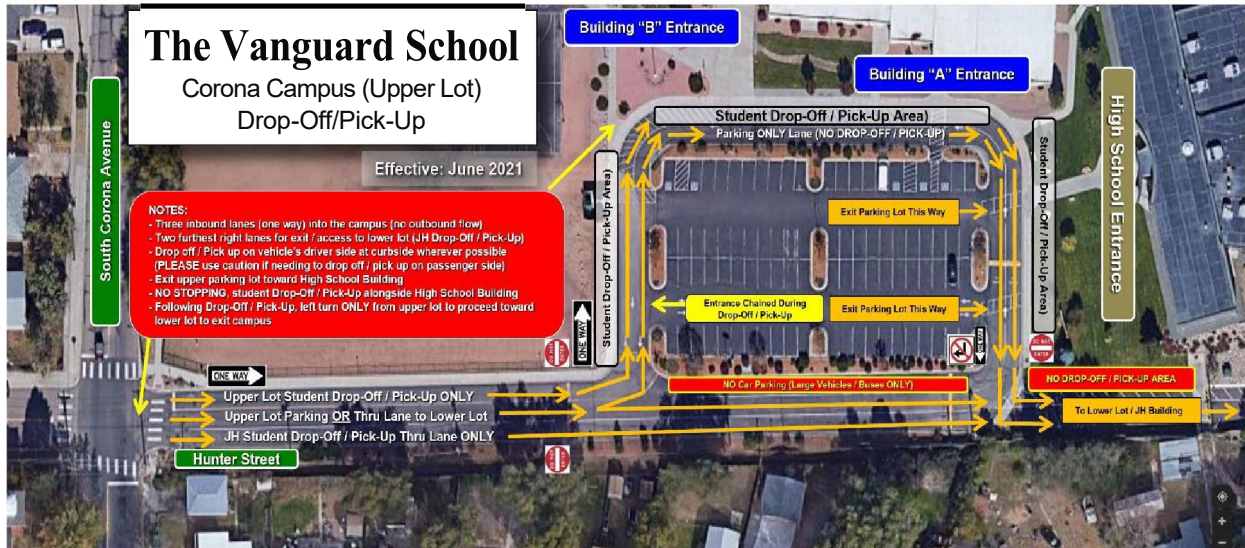 The Vanguard School
Corona Campus (Upper Lot)
Drop-Off/Pick-Up
Effective: June 2021
Building “B” Entrance
Building “A” Entrance
High School Entrance
South Corona Avenue
Student Drop-Off / Pick-Up Area)
Parking ONLY Lane (NO DROP-OFF / PICK-UP)
Student Drop-Off / Pick-Up Area)
Student Drop-Off / Pick-Up Area)
NOTES:
- Three inbound lanes (one way) into the campus (no outbound flow)
- Two furthest right lanes for exit / access to lower lot (JH Drop-Off / Pick-Up)
- Drop off / Pick up on vehicle's driver side at curbside wherever possible
(PLEASE use caution if needing to drop off / pick up on passenger side)
- Exit upper parking lot toward High School Building
- NO STOPPING, student Drop-Off / Pick-Up alongside High School Building
- Following Drop-Off / Pick-Up, left turn ONLY from upper lot to proceed toward
lower lot to exit campus
Exit Parking Lot This Way
Entrance Chained During
Drop-Off / Pick-Up
Exit Parking Lot This Way
ONE WAY
DO NOT
ENTER
ONE WAY
DO NOT
ENTER
ONE WAY
NO Car Parking (Large Vehicles / Buses ONLY)
NO DROP-OFF / PICK-UP AREA
Upper Lot Student Drop-Off / Pick-Up ONLY
Upper Lot Parking OR Thru Lane to Lower Lot
To Lower Lot / JH Building
JH Student Drop-Off / Pick-Up Thru Lane ONLY
Hunter Street
DO NOT
ENTER